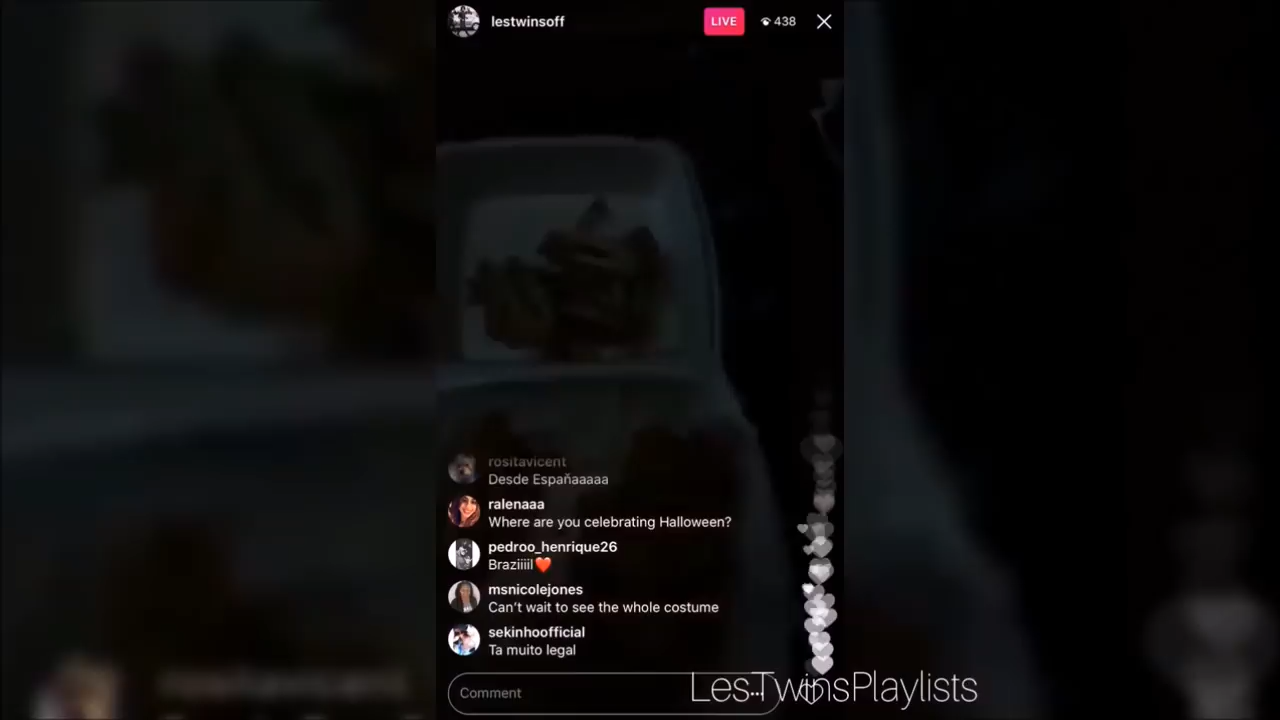 lestwinsoff
LIVE
438
rositavicent
Desde Españaaaaa
ralenaaa
Where are you celebrating Halloween?
pedroo_henrique26
Braziiiil❤️
msnicolejones
Can't wait to see the whole costume
sekinhoofficial
Ta muito legal
Comment
LesTwinsPlaylists